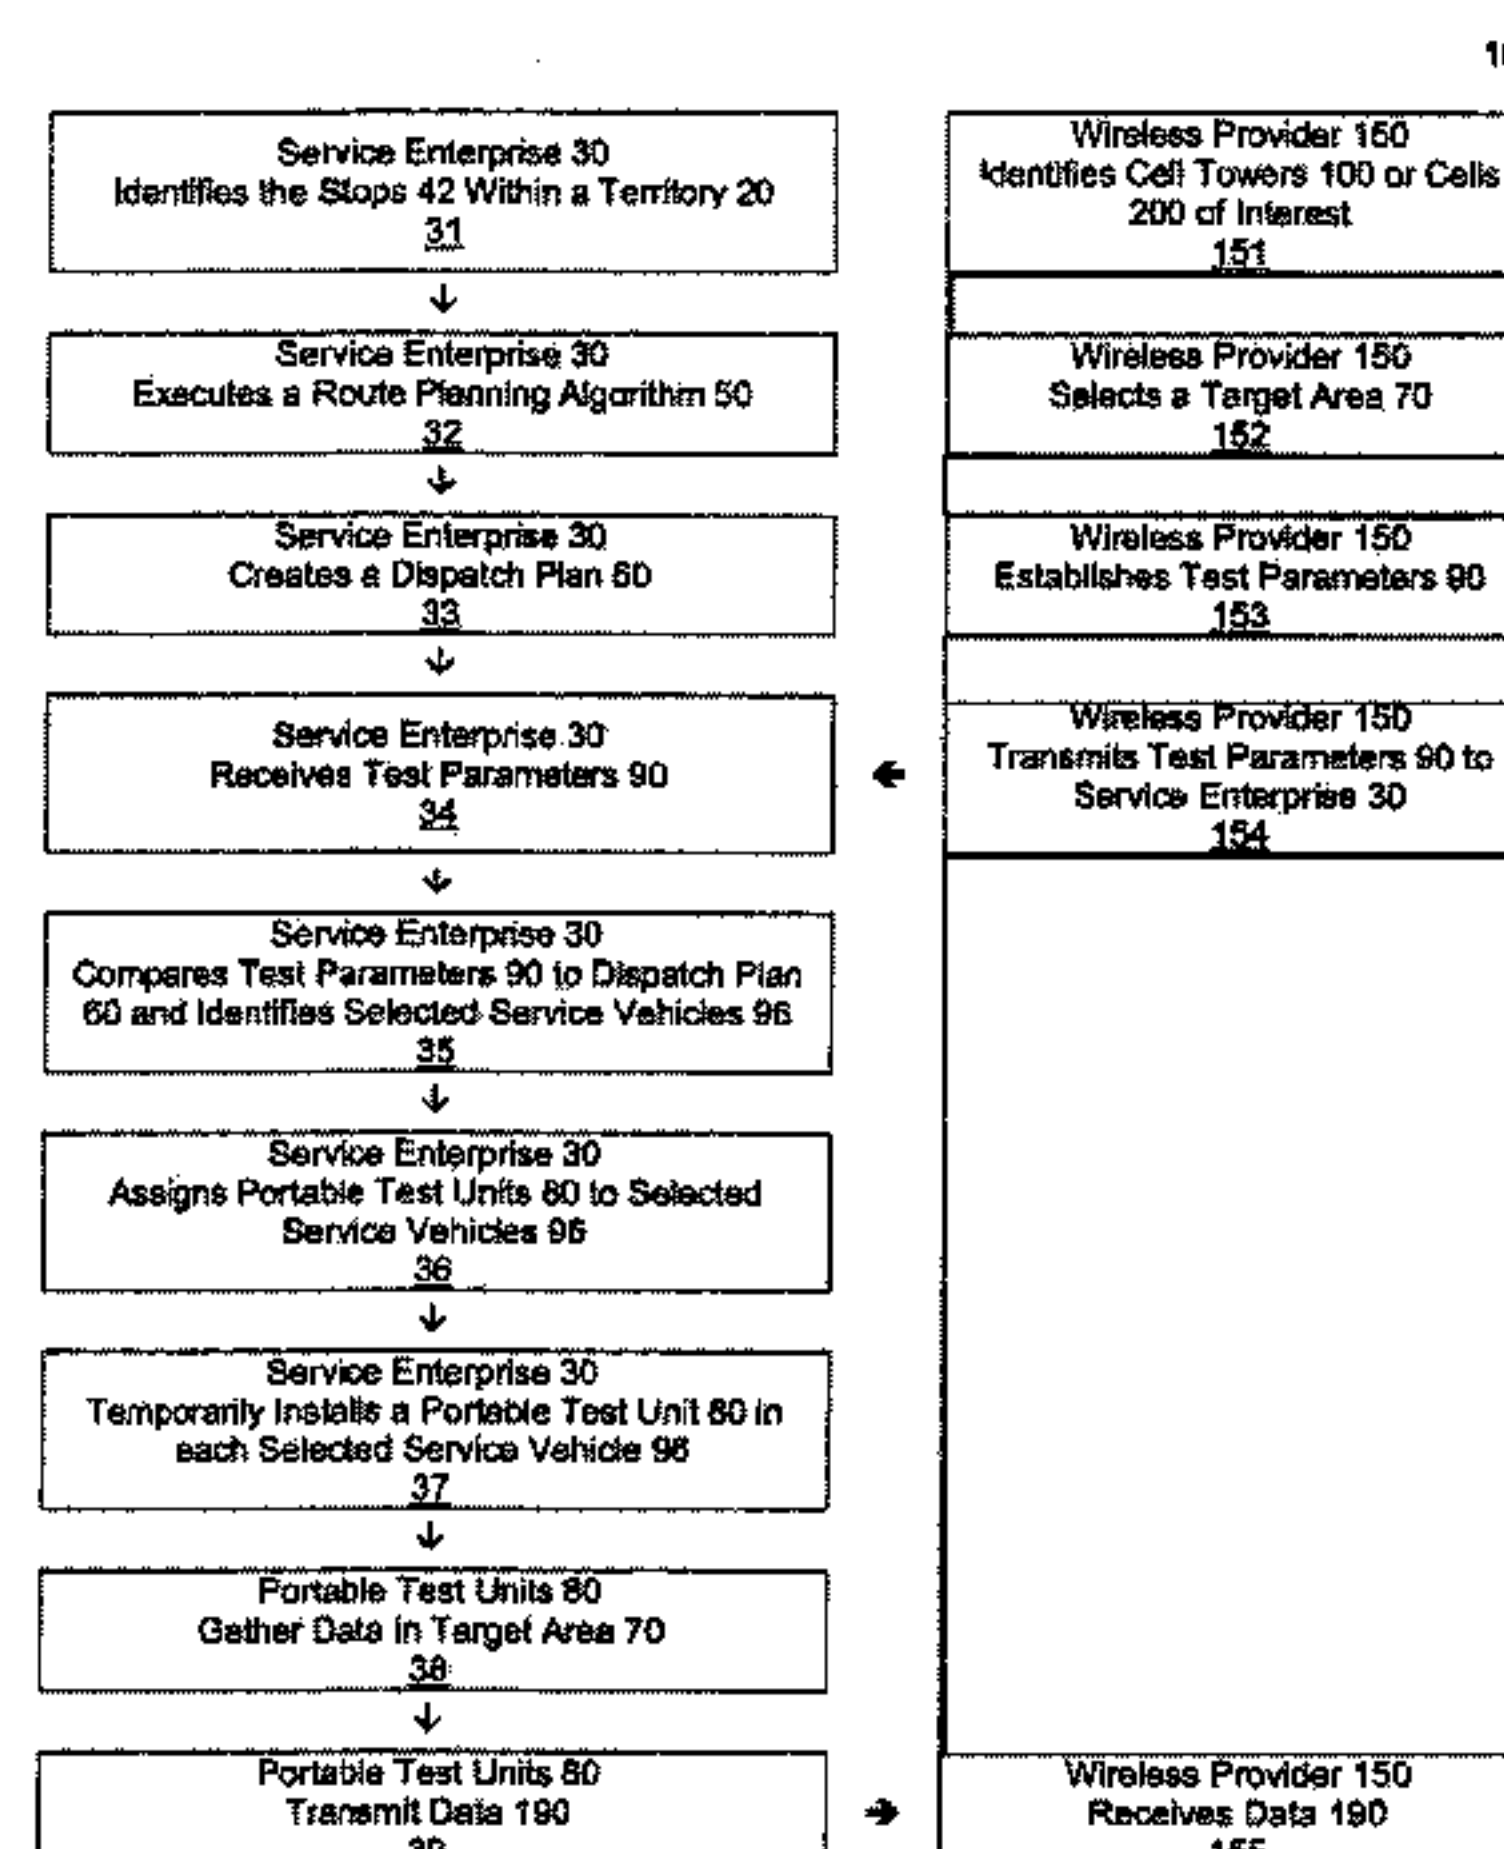 Service Enterprise 30
Identifies the Stops 42 Within a Territory 20
31
Service Enterprise 30
Executes a Route Planning Algorithm 50
32
Service Enterprise 30
Creates a Dispatch Plan 60
33
Service Enterprise 30
Receives Test Parameters 90
34
Service Enterprise 30
Compares Test Parameters 90 to Dispatch Plan
60 and Identifies Selected Service Vehicles 96
35
Service Enterprise 30
Assigns Portable Test Units 80 to Selected
Service Vehicles 96
36
Service Enterprise 30
Temporarily Installs a Portable Test Unit 80 in
each Selected Service Vehicle 96
37
Portable Test Units 80
Gather Data in Target Area 70
38
Portable Test Units 80
Transmit Data 190
39
Wireless Provider 150
Identifies Cell Towers 100 or Cells
200 of Interest
151
Wireless Provider 150
Selects a Target Area 70
152
Wireless Provider 150
Establishes Test Parameters 90
153
Wireless Provider 150
Transmits Test Parameters 90 to
Service Enterprise 30
154
Wireless Provider 150
Receives Data 190
155